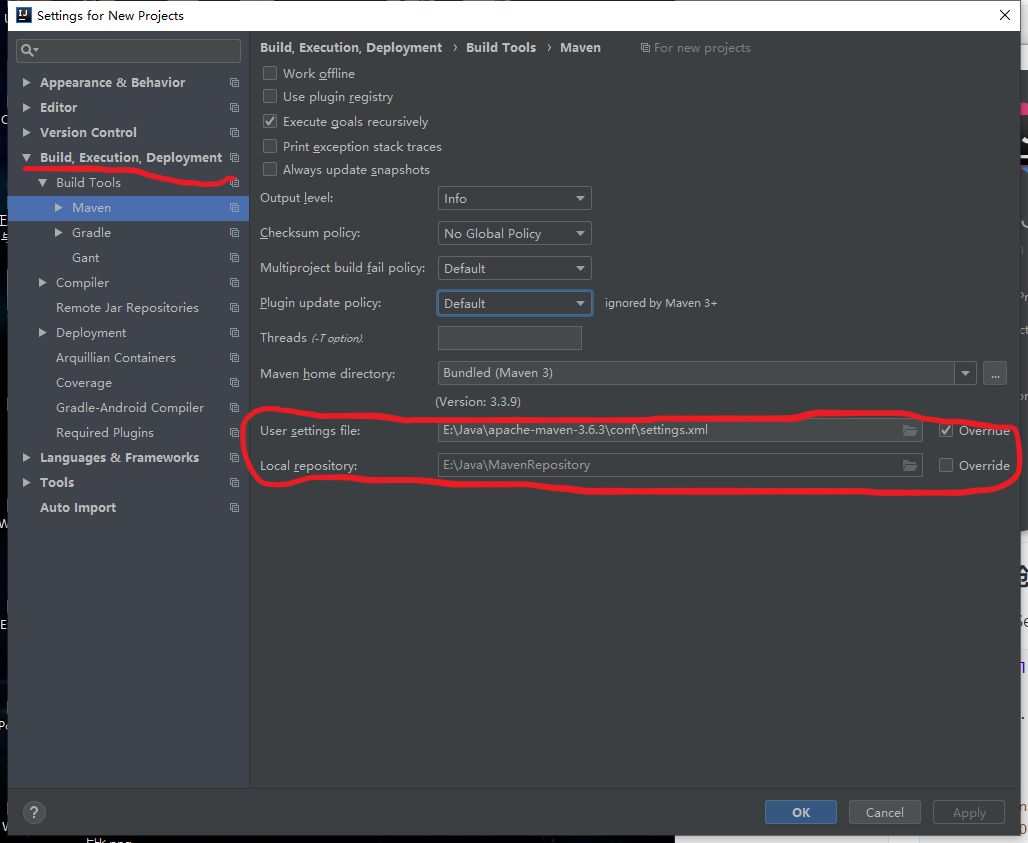 Settings for New Projects
Build, Execution, Deployment › Build Tools › Maven For new projects
Appearance & Behavior
Editor
Version Control
Build, Execution, Deployment
Build Tools
Maven
Gradle
Gant
Compiler
Remote Jar Repositories
Deployment
Arquillian Containers
Coverage
Gradle-Android Compiler
Required Plugins
Languages & Frameworks
Tools
Auto Import
Work offline
Use plugin registry
Execute goals recursively
Print exception stack traces
Always update snapshots
Output level: Info
Checksum policy: No Global Policy
Multiproject build fail policy: Default
Plugin update policy: Default ignored by Maven 3+
Threads (-T option).
Maven home directory: Bundled (Maven 3) ...
(Version: 3.3.9)
User settings file: E:\Java\apache-maven-3.6.3\conf\settings.xml Override
Local repository: E:\Java\MavenRepository Override
? OK Cancel Apply